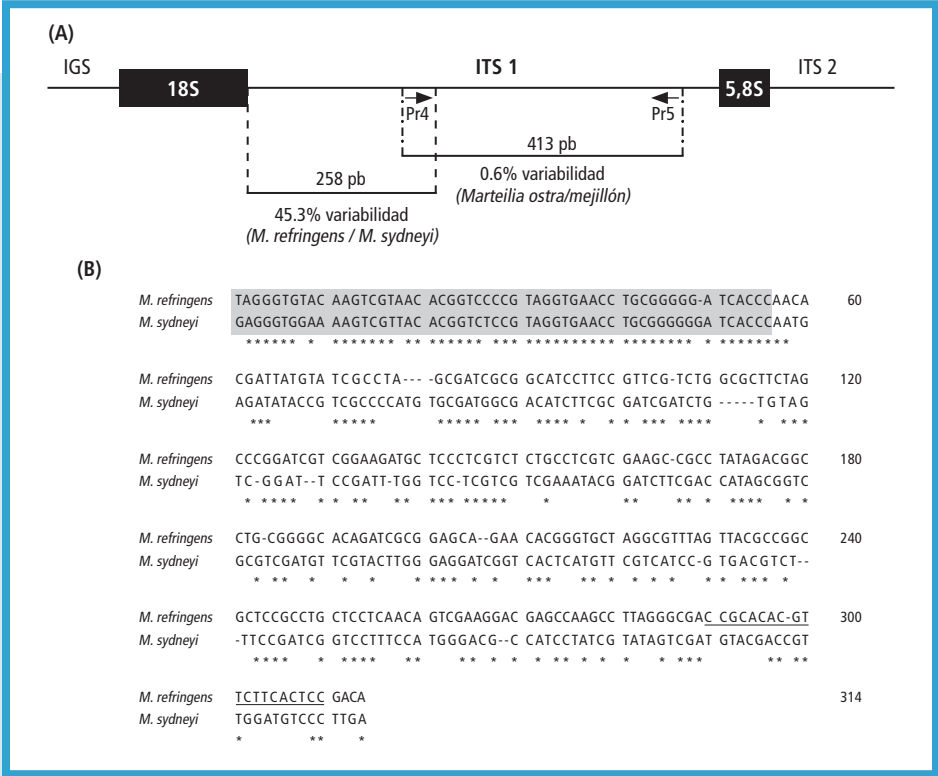 (A)
IGS 18S ITS 1 5,8S ITS 2
Pr4 Pr5
413 pb
0.6% variabilidad
(Marteilia ostra/mejillón)
258 pb
45.3% variabilidad
(M. refringens / M. sydneyi)
(B)
M. refringens TAGGGTGTAC AAGTCGTAAC ACGGTCCCCG TAGGTGAACC TGCGGGGG-A TCACCCAACA 60
M. sydneyi GAGGGTGGAA AAGTCGTTAC ACGGTCTCCG TAGGTGAACC TGCGGGGGGA TCACCCAATG
****** * ******* ** ****** *** ********** ******** * ********
M. refringens CGATTATGTA TCGCCTA--- -GCGATCGCG GCATCCTTCC GTTCG-TCTG GCGCTTCTAG 120
M. sydneyi AGATATACCG TCGCCCCATG TGCGATGGCG ACATCTTCGC GATCGATCTG -----TGTAG
*** ***** ***** *** **** * * * *** **** * ***
M. refringens CCCGGATCGT CGGAAGATGC TCCCTCGTCT CTGCCTCGTC GAAGC-CGCC TATAGACGGC 180
M. sydneyi TC-GGAT--T CCGATT-TGG TCC-TCGTCG TCGAAATACG GATCTTCGAC CATAGCGGTC
* **** * * ** ** *** ***** * ** ** * **** * *
M. refringens CTG-CGGGGC ACAGATCGCG GAGCA--GAA CACGGGTGCT AGGCGTTTAG TTACGCCGGC 240
M. sydneyi GCGTCGATGT TCGTACTTGG GAGGATCGGT CACTCATGTT CGTCATCC-G TGACGTCT--
* ** * * * * *** * * *** ** * * * * * * *** *
M. refringens GCTCCGCCTG CTCCTCAACA GTCGAAGGAC GAGCCAAGCC TTAGGGCGAC CGCACAC-GT 300
M. sydneyi -TTCCGATCG GTCCTTTCCA TGGGACG--C CATCCTATCG TATAGTCGAT GTACGACCGT
**** * **** ** ** * * * ** * * * * *** ** **
M. refringens TCTTCACTCC GACA 314
M. sydneyi TGGATGTCCC TTGA
* ** *